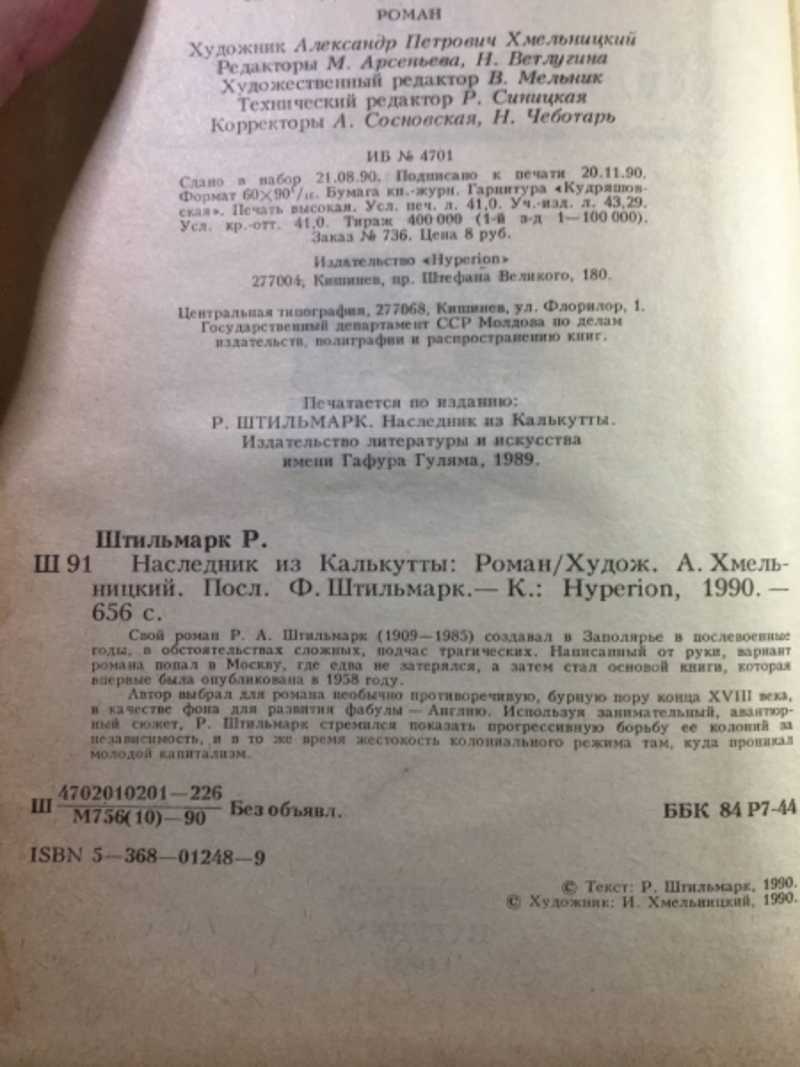 РОМАН
Художник Александр Петрович Хмельницкий
Редакторы М. Арсеньева, Н. Ветлугина
Художественный редактор В. Мельник
Технический редактор Р. Синицкая
Корректоры А. Сосновская, Н. Чеботарь
ИБ № 4701
Сдано в набор 21.08.90. Подписано к печати 20.11.90.
Формат 60×90¹/₁₆. Бумага кн.-журн. Гарнитура «Кудряшов-
ская». Печать высокая. Усл. печ. л. 41,0. Уч.-изд. л. 43,29.
Усл. кр.-отт. 41,0. Тираж 400 000 (1-й з-д 1—100 000).
Заказ № 736. Цена 8 руб.
Издательство «Hyperion»
277004, Кишинев, пр. Штефана Великого, 180.
Центральная типография, 277068, Кишинев, ул. Флорилор, 1.
Государственный департамент ССР Молдова по делам
издательств, полиграфии и распространению книг.
Печатается по изданию:
Р. ШТИЛЬМАРК. Наследник из Калькутты.
Издательство литературы и искусства
имени Гафура Гуляма, 1989.
Штильмарк Р.
Ш 91 Наследник из Калькутты: Роман/Худож. А. Хмель-
ницкий. Посл. Ф. Штильмарк.— К.: Hyperion, 1990. —
656 с.
Свой роман Р. А. Штильмарк (1909—1985) создавал в Заполярье в послевоенные
годы, в обстоятельствах сложных, подчас трагических. Написанный от руки, вариант
романа попал в Москву, где едва не затерялся, а затем стал основой книги, которая
впервые была опубликована в 1958 году.
Автор выбрал для романа необычно противоречивую, бурную пору конца XVIII века,
в качестве фона для развития фабулы — Англию. Используя занимательный, авантюр-
ный сюжет, Р. Штильмарк стремился показать прогрессивную борьбу ее колоний за
независимость, и в то же время жестокость колониального режима там, куда проникал
молодой капитализм.
Ш 4702010201—226
М756(10)—90 Без объявл.
ББК 84 Р7-44
ISBN 5—368—01248—9
© Текст: Р. Штильмарк, 1990.
© Художник: И. Хмельницкий, 1990.